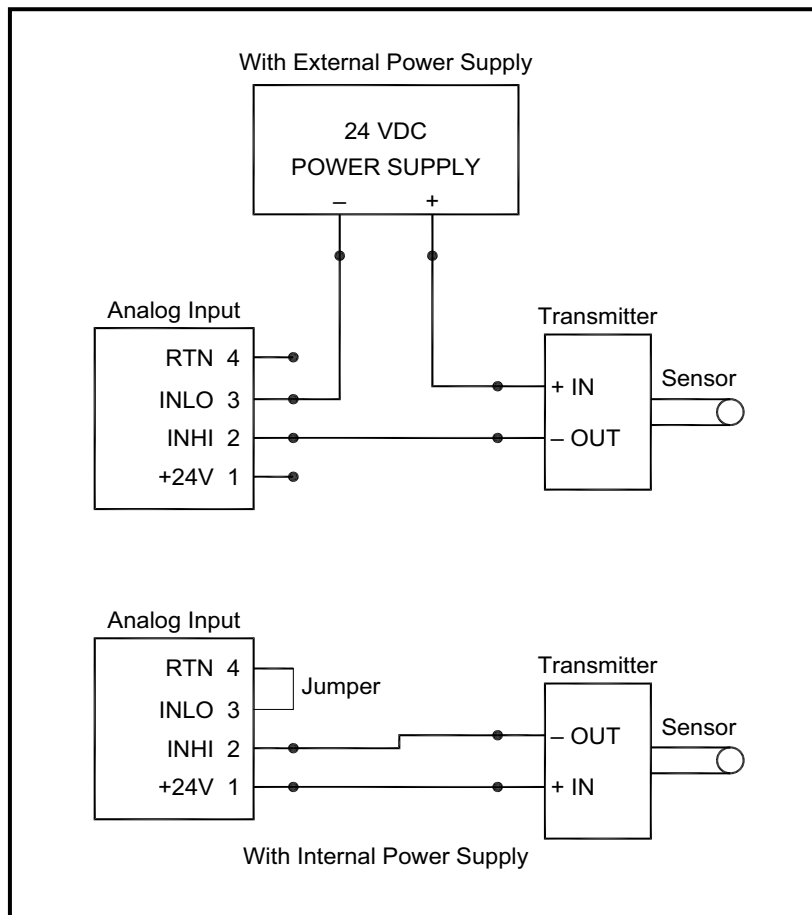 With External Power Supply
24 VDC
POWER SUPPLY
– +
Analog Input
RTN 4
INLO 3
INHI 2
+24V 1
Transmitter
+ IN
– OUT
Sensor
Analog Input
RTN 4
INLO 3
INHI 2
+24V 1
Jumper
Transmitter
– OUT
+ IN
Sensor
With Internal Power Supply